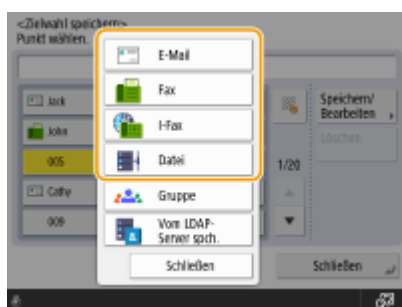 <Zielwahl speichern>
Punkt wählen.
E-Mail
Fax
I-Fax
Datei
Gruppe
Vom LDAP-
Server spch.
Schließen
Jack
John
005
Cathy
009
1/20
Speichern/
Bearbeiten
Löschen
Schließen